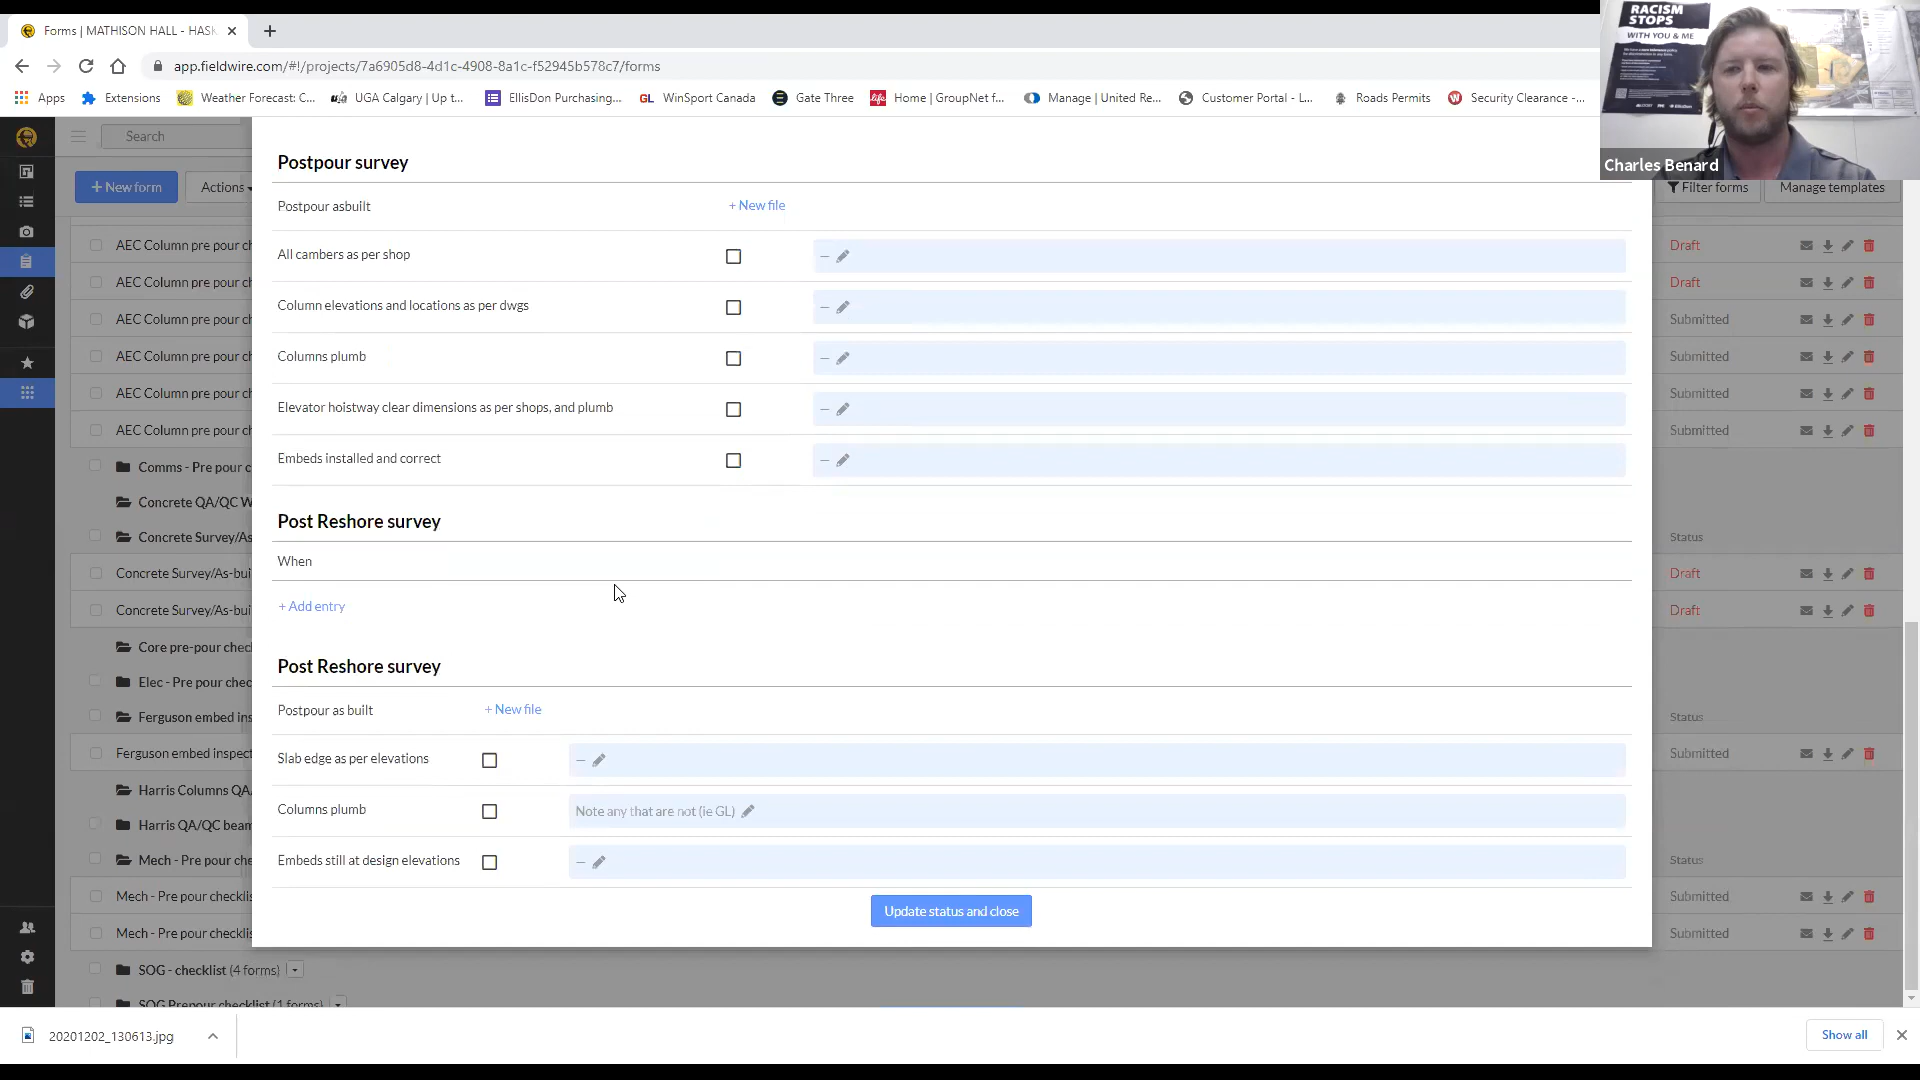 Forms | MATHISON HALL - HASK
app.fieldwire.com/#!/projects/7a6905d8-4d1c-4908-8a1c-f52945b578c7/forms
Apps Extensions Weather Forecast: C... UGA Calgary | Up t... EllisDon Purchasing... WinSport Canada Gate Three Home | GroupNet f... Manage | United Re... Customer Portal - L... Roads Permits Security Clearance -...
RACISM
STOPS
WITH YOU & ME
Charles Benard
Search
+ New form Actions Filter forms Manage templates
Postpour survey
Postpour asbuilt + New file
AEC Column pre pour ch Draft
All cambers as per shop —
AEC Column pre pour ch Draft
Column elevations and locations as per dwgs —
AEC Column pre pour ch Submitted
Columns plumb —
AEC Column pre pour ch Submitted
AEC Column pre pour ch Submitted
Elevator hoistway clear dimensions as per shops, and plumb —
AEC Column pre pour ch Submitted
Embeds installed and correct —
Comms - Pre pour c
Concrete QA/QC W
Post Reshore survey
Concrete Survey/As- Status
When
Concrete Survey/As-bui Draft
+ Add entry
Concrete Survey/As-bui Draft
Core pre-pour chec
Post Reshore survey
Elec - Pre pour chec
Postpour as built + New file
Ferguson embed ins Status
Ferguson embed inspect Submitted
Slab edge as per elevations —
Harris Columns QA
Columns plumb Note any that are not (ie GL)
Harris QA/QC bean
Mech - Pre pour che Status
Embeds still at design elevations —
Mech - Pre pour checklis Submitted
Update status and close
Mech - Pre pour checklis Submitted
SOG - checklist (4 forms)
SOG Prepour checklist (1 forms)
20201202_130613.jpg Show all